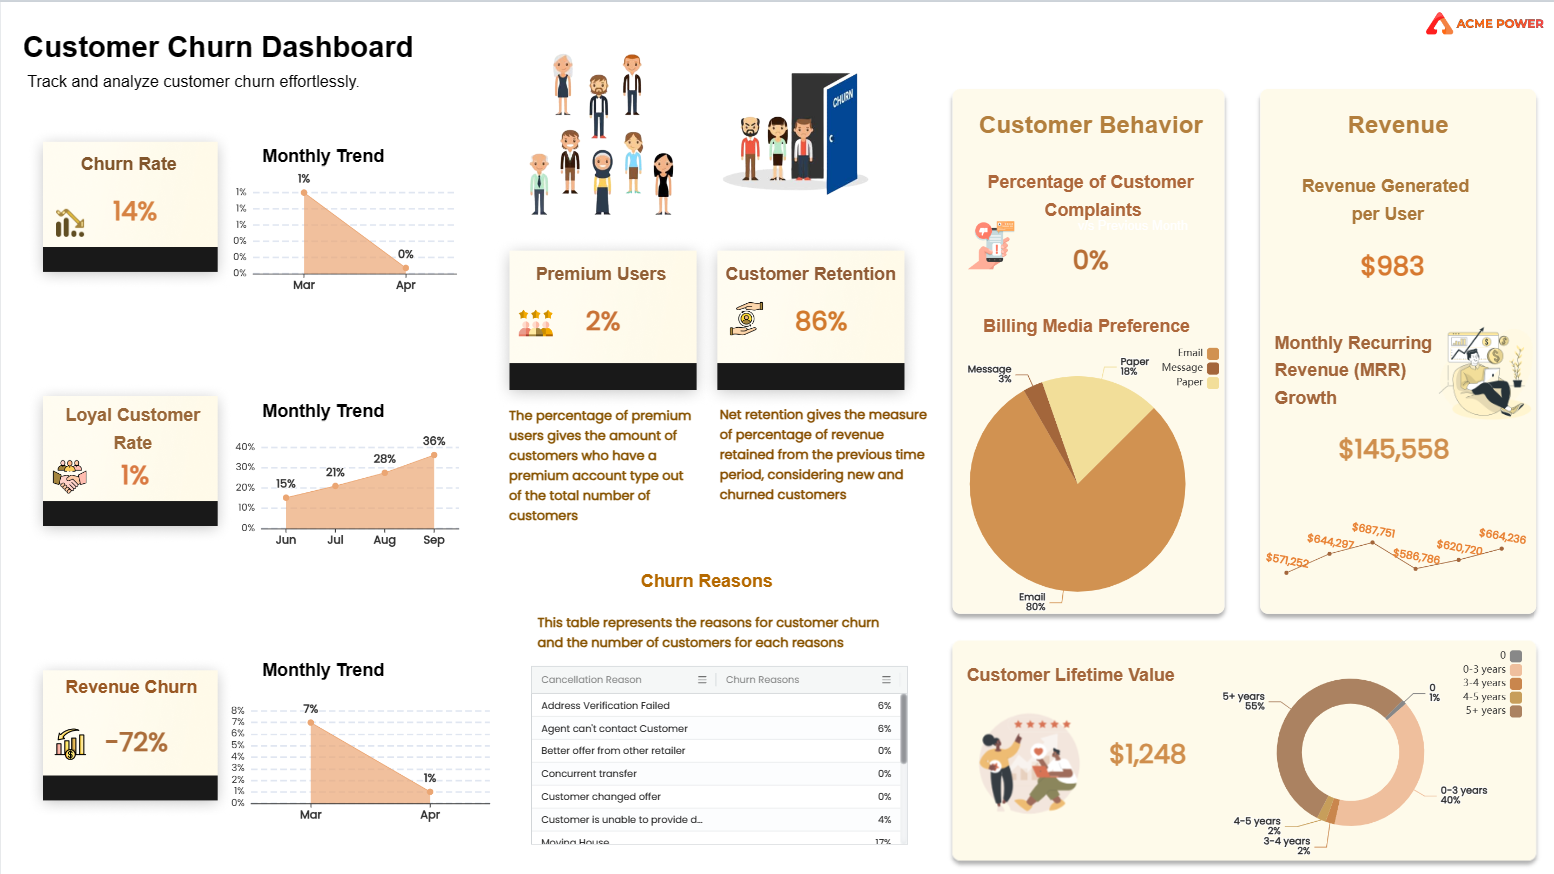 ACME POWER
Customer Churn Dashboard
Track and analyze customer churn effortlessly.
CHURN
Churn Rate
14%
Monthly Trend
1%
1%
1%
1%
0%
0%
0%
0%
Mar
Apr
Loyal Customer
Rate
1%
Monthly Trend
40%
30%
20%
10%
0%
15%
21%
28%
36%
Jun
Jul
Aug
Sep
Revenue Churn
-72%
Monthly Trend
8%
7%
6%
5%
4%
3%
2%
1%
0%
7%
1%
Mar
Apr
Premium Users
2%
The percentage of premium
users gives the amount of
customers who have a
premium account type out
of the total number of
customers
Customer Retention
86%
Net retention gives the measure
of percentage of revenue
retained from the previous time
period, considering new and
churned customers
Churn Reasons
This table represents the reasons for customer churn
and the number of customers for each reasons
Cancellation Reason
Churn Reasons
Address Verification Failed 6%
Agent can't contact Customer 6%
Better offer from other retailer 0%
Concurrent transfer 0%
Customer changed offer 0%
Customer is unable to provide d... 4%
Moving House 17%
Customer Behavior
Percentage of Customer
Complaints
0%
Billing Media Preference
Email
Message
Paper
Message
3%
Paper
18%
Email
80%
Revenue
Revenue Generated
per User
$983
Monthly Recurring
Revenue (MRR)
Growth
$145,558
$571,252
$644,297
$687,751
$586,786
$620,720
$664,236
Customer Lifetime Value
$1,248
0
0-3 years
3-4 years
4-5 years
5+ years
5+ years
55%
0
1%
0-3 years
40%
4-5 years
2%
3-4 years
2%